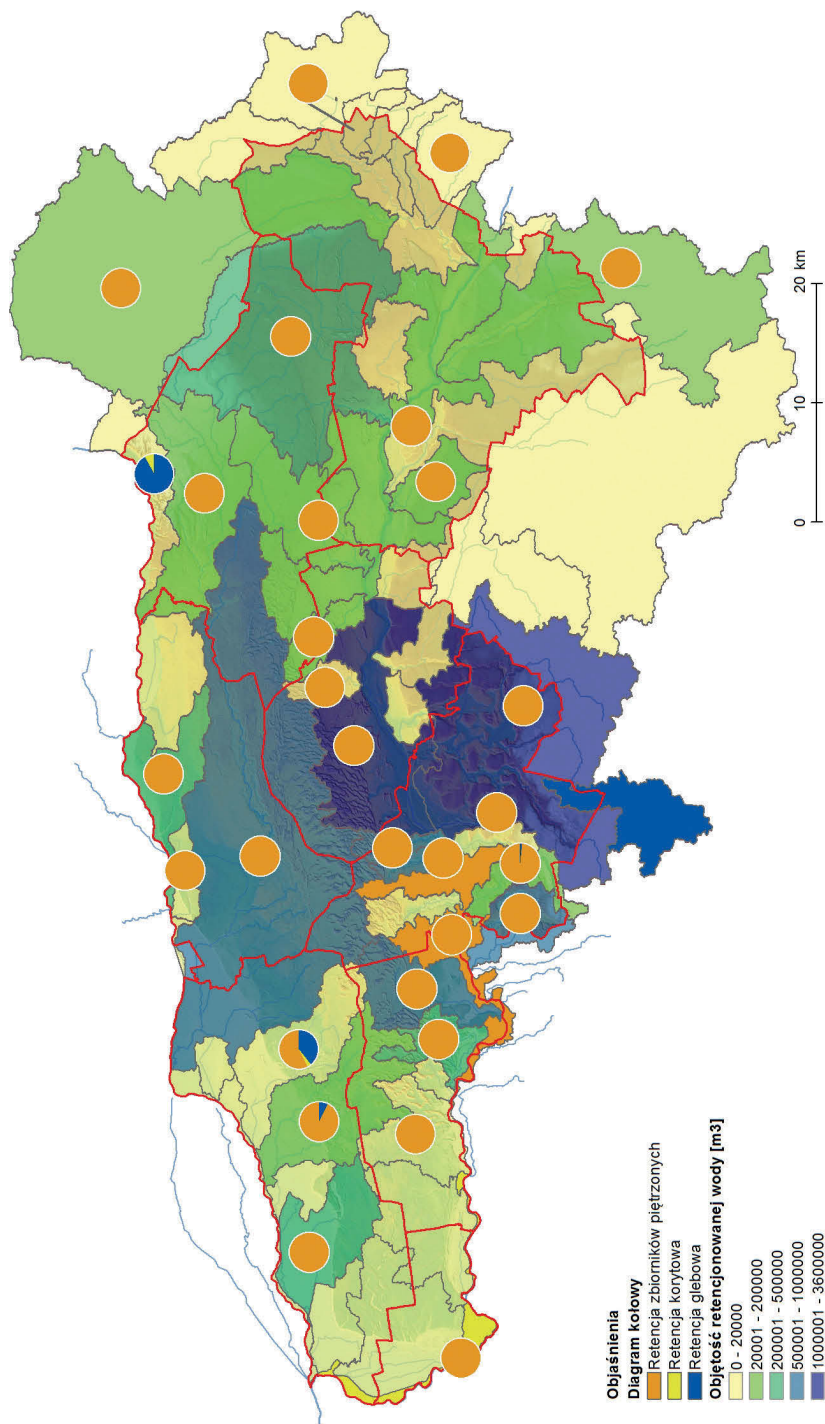 Objaśnienia
Diagram kołowy
Retencja zbiorników piętrzonych
Retencja korytowa
Retencja glebowa
Objętość retencjonowanej wody [m3]
0 - 20000
20001 - 200000
200001 - 500000
500001 - 1000000
1000001 - 3600000
0 10 20 km